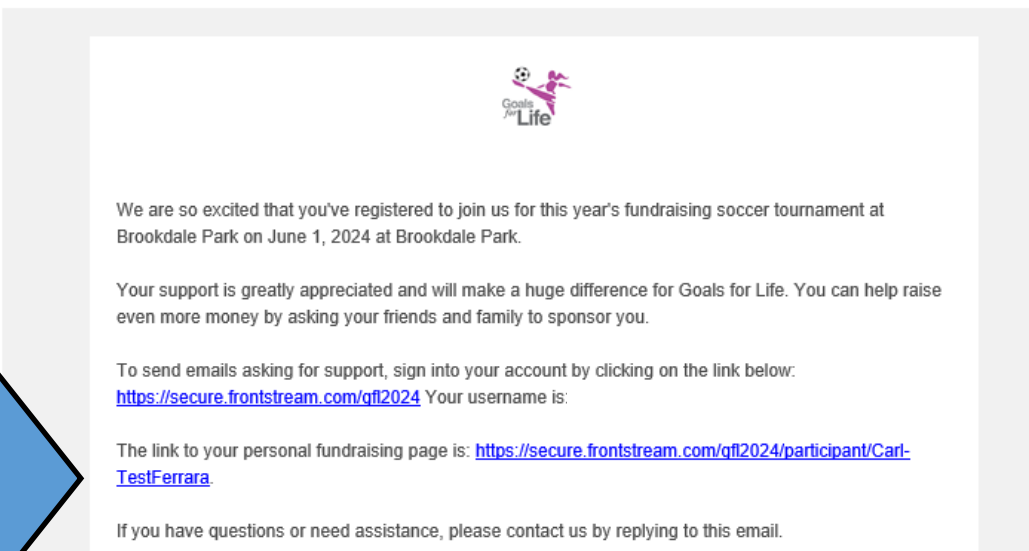 Goals
for Life
We are so excited that you've registered to join us for this year's fundraising soccer tournament at
Brookdale Park on June 1, 2024 at Brookdale Park.
Your support is greatly appreciated and will make a huge difference for Goals for Life. You can help raise
even more money by asking your friends and family to sponsor you.
To send emails asking for support, sign into your account by clicking on the link below:
https://secure.frontstream.com/gfl2024 Your username is:
The link to your personal fundraising page is: https://secure.frontstream.com/gfl2024/participant/Carl-
TestFerrara.
If you have questions or need assistance, please contact us by replying to this email.